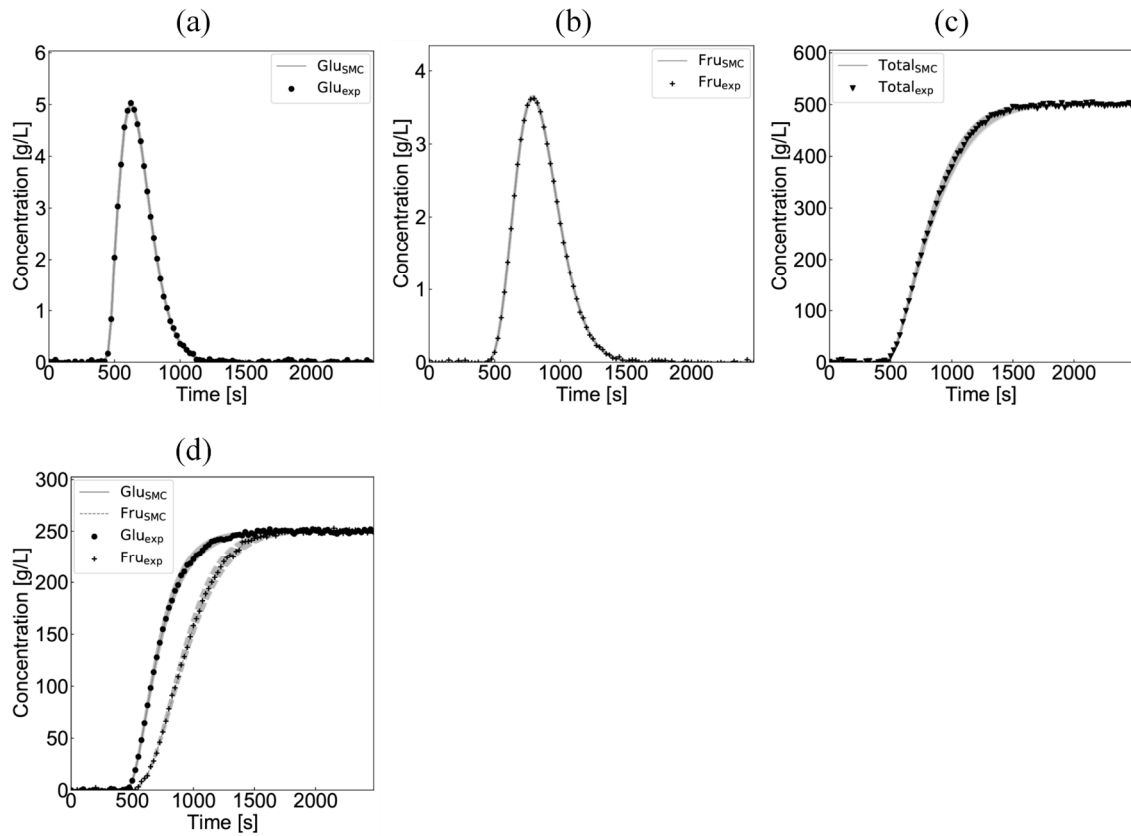 (a)
6
5
4
3
2
1
0
Concentration [g/L]
Glu_SMC
Glu_exp
0 500 1000 1500 2000
Time [s]
(b)
4
3
2
1
0
Concentration [g/L]
Fru_SMC
Fru_exp
0 500 1000 1500 2000
Time [s]
(c)
600
500
400
300
200
100
0
Concentration [g/L]
Total_SMC
Total_exp
0 500 1000 1500 2000
Time [s]
(d)
300
250
200
150
100
50
0
Concentration [g/L]
Glu_SMC
Fru_SMC
Glu_exp
Fru_exp
0 500 1000 1500 2000
Time [s]